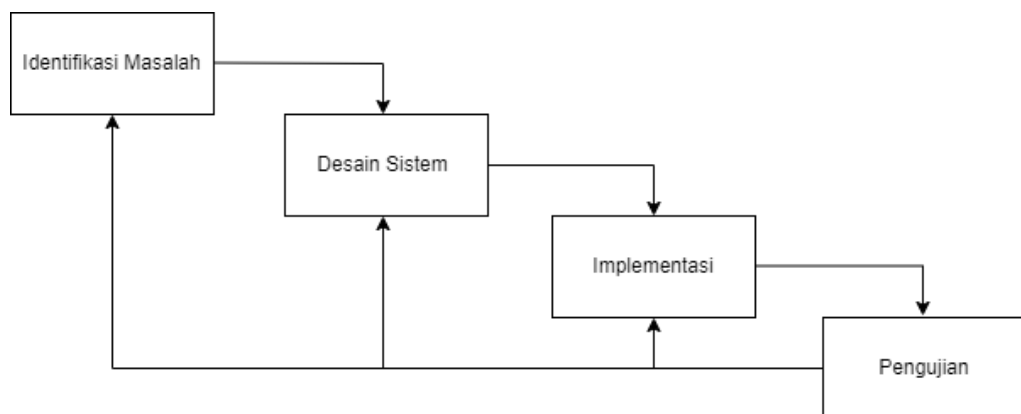 Identifikasi Masalah
Desain Sistem
Implementasi
Pengujian